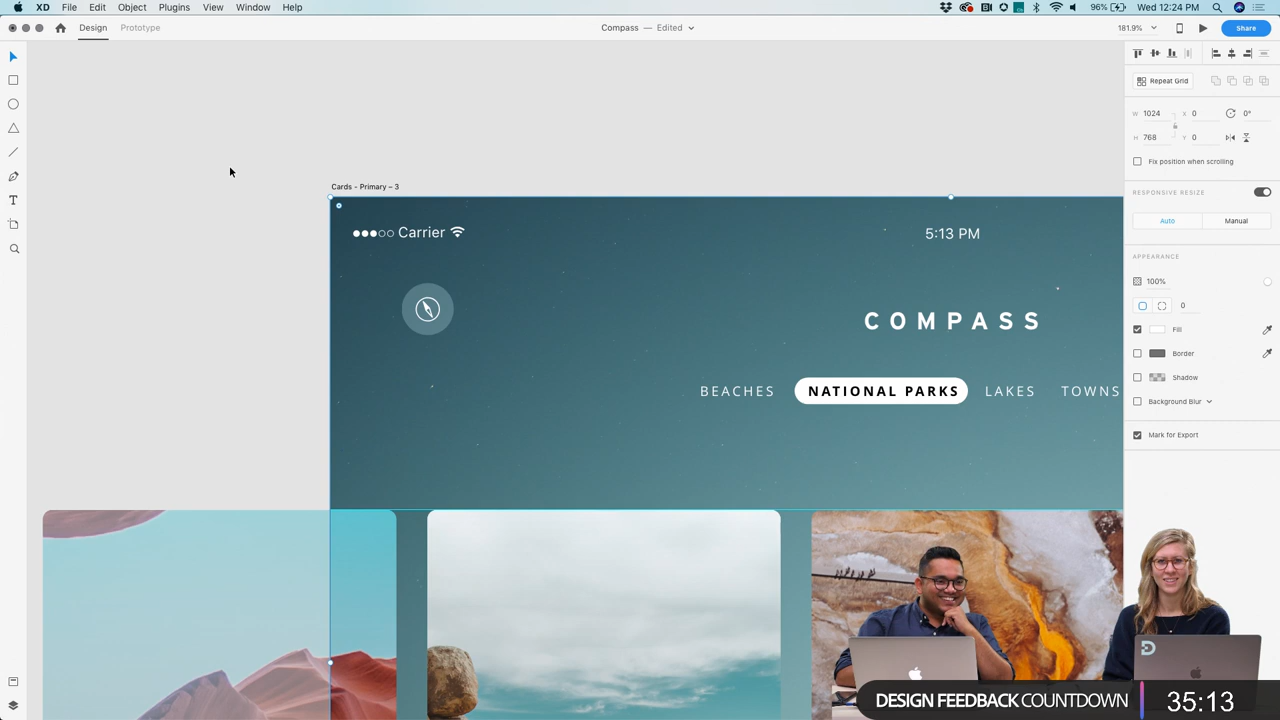 XD File Edit Object Plugins View Window Help
96% Wed 12:24 PM
Design Prototype
Compass — Edited
181.9%
Share
Repeat Grid
W 1024 X 0 0°
H 768 Y 0
Fix position when scrolling
RESPONSIVE RESIZE
Auto Manual
APPEARANCE
100%
0
Fill
Border
Shadow
Background Blur
Mark for Export
T
Cards - Primary – 3
Carrier
5:13 PM
COMPASS
BEACHES NATIONAL PARKS LAKES TOWNS
DESIGN FEEDBACK COUNTDOWN 35:13